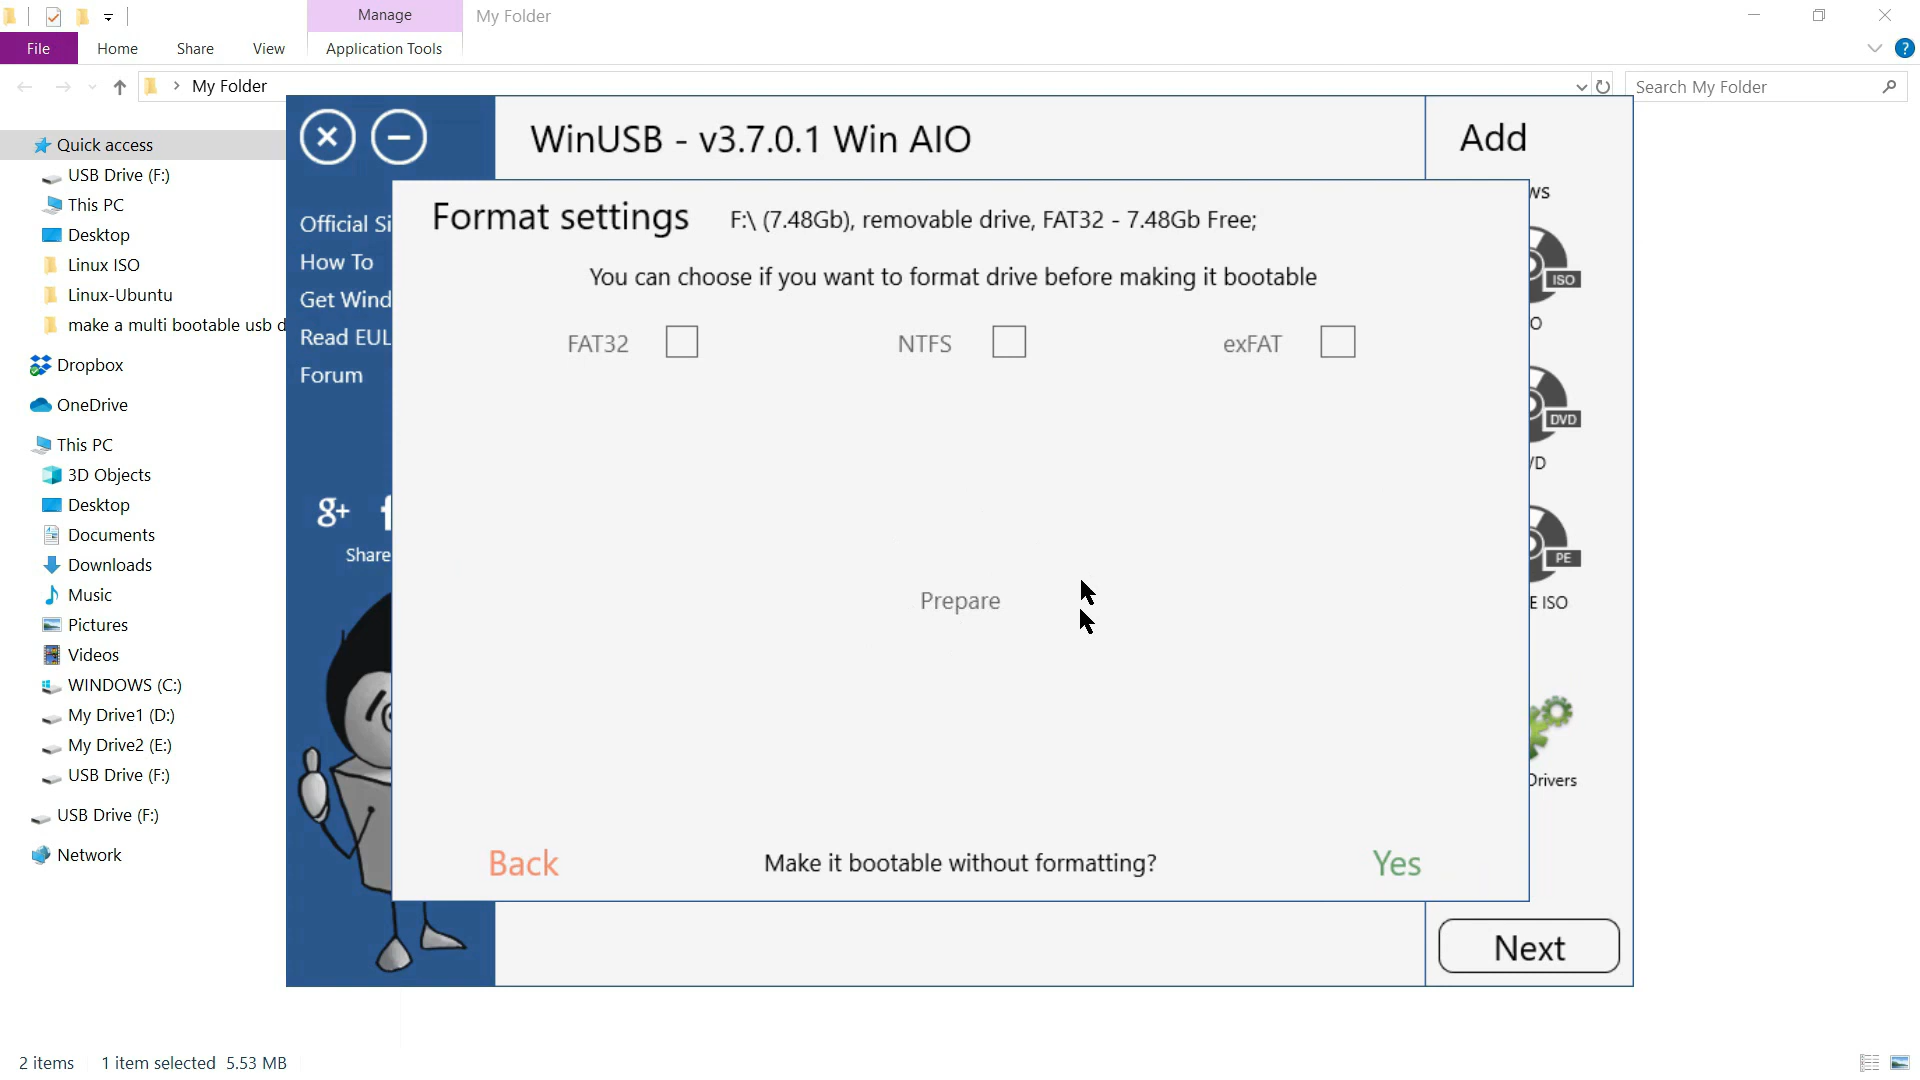 Manage
My Folder
File
Home
Share
View
Application Tools
?
My Folder
Search My Folder
Quick access
USB Drive (F:)
This PC
Desktop
Linux ISO
Linux-Ubuntu
make a multi bootable usb d
Dropbox
OneDrive
This PC
3D Objects
Desktop
Documents
Downloads
Music
Pictures
Videos
WINDOWS (C:)
My Drive1 (D:)
My Drive2 (E:)
USB Drive (F:)
USB Drive (F:)
Network
WinUSB - v3.7.0.1 Win AIO
Add
Official Si
How To
Get Wind
Read EUL
Forum
g+ f
Share
Format settings F:\ (7.48Gb), removable drive, FAT32 - 7.48Gb Free;
You can choose if you want to format drive before making it bootable
FAT32
NTFS
exFAT
Prepare
Back
Make it bootable without formatting?
Yes
ws
ISO
O
DVD
VD
PE
E ISO
Drivers
Next
2 items
1 item selected 5.53 MB